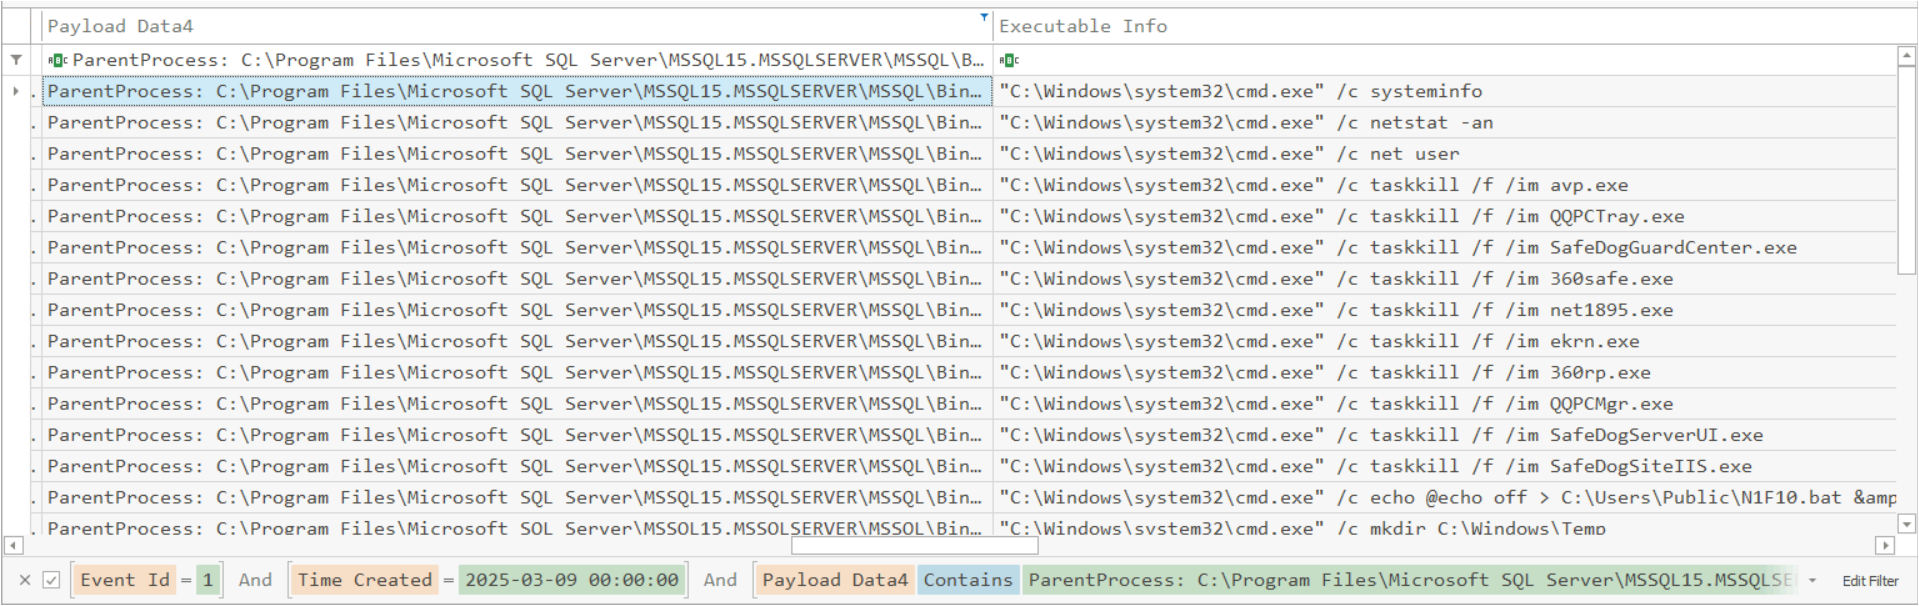 Payload Data4 Executable Info
ParentProcess: C:\Program Files\Microsoft SQL Server\MSSQL15.MSSQLSERVER\MSSQL\B…
. ParentProcess: C:\Program Files\Microsoft SQL Server\MSSQL15.MSSQLSERVER\MSSQL\Bin… "C:\Windows\system32\cmd.exe" /c systeminfo
. ParentProcess: C:\Program Files\Microsoft SQL Server\MSSQL15.MSSQLSERVER\MSSQL\Bin… "C:\Windows\system32\cmd.exe" /c netstat -an
. ParentProcess: C:\Program Files\Microsoft SQL Server\MSSQL15.MSSQLSERVER\MSSQL\Bin… "C:\Windows\system32\cmd.exe" /c net user
. ParentProcess: C:\Program Files\Microsoft SQL Server\MSSQL15.MSSQLSERVER\MSSQL\Bin… "C:\Windows\system32\cmd.exe" /c taskkill /f /im avp.exe
. ParentProcess: C:\Program Files\Microsoft SQL Server\MSSQL15.MSSQLSERVER\MSSQL\Bin… "C:\Windows\system32\cmd.exe" /c taskkill /f /im QQPCTray.exe
. ParentProcess: C:\Program Files\Microsoft SQL Server\MSSQL15.MSSQLSERVER\MSSQL\Bin… "C:\Windows\system32\cmd.exe" /c taskkill /f /im SafeDogGuardCenter.exe
. ParentProcess: C:\Program Files\Microsoft SQL Server\MSSQL15.MSSQLSERVER\MSSQL\Bin… "C:\Windows\system32\cmd.exe" /c taskkill /f /im 360safe.exe
. ParentProcess: C:\Program Files\Microsoft SQL Server\MSSQL15.MSSQLSERVER\MSSQL\Bin… "C:\Windows\system32\cmd.exe" /c taskkill /f /im net1895.exe
. ParentProcess: C:\Program Files\Microsoft SQL Server\MSSQL15.MSSQLSERVER\MSSQL\Bin… "C:\Windows\system32\cmd.exe" /c taskkill /f /im ekrn.exe
. ParentProcess: C:\Program Files\Microsoft SQL Server\MSSQL15.MSSQLSERVER\MSSQL\Bin… "C:\Windows\system32\cmd.exe" /c taskkill /f /im 360rp.exe
. ParentProcess: C:\Program Files\Microsoft SQL Server\MSSQL15.MSSQLSERVER\MSSQL\Bin… "C:\Windows\system32\cmd.exe" /c taskkill /f /im QQPCMgr.exe
. ParentProcess: C:\Program Files\Microsoft SQL Server\MSSQL15.MSSQLSERVER\MSSQL\Bin… "C:\Windows\system32\cmd.exe" /c taskkill /f /im SafeDogServerUI.exe
. ParentProcess: C:\Program Files\Microsoft SQL Server\MSSQL15.MSSQLSERVER\MSSQL\Bin… "C:\Windows\system32\cmd.exe" /c taskkill /f /im SafeDogSiteIIS.exe
. ParentProcess: C:\Program Files\Microsoft SQL Server\MSSQL15.MSSQLSERVER\MSSQL\Bin… "C:\Windows\system32\cmd.exe" /c echo @echo off > C:\Users\Public\N1F10.bat &amp
. ParentProcess: C:\Program Files\Microsoft SQL Server\MSSQL15.MSSQLSERVER\MSSQL\Bin… "C:\Windows\system32\cmd.exe" /c mkdir C:\Windows\Temp
Event Id = 1 And Time Created = 2025-03-09 00:00:00 And Payload Data4 Contains ParentProcess: C:\Program Files\Microsoft SQL Server\MSSQL15.MSSQLSE Edit Filter